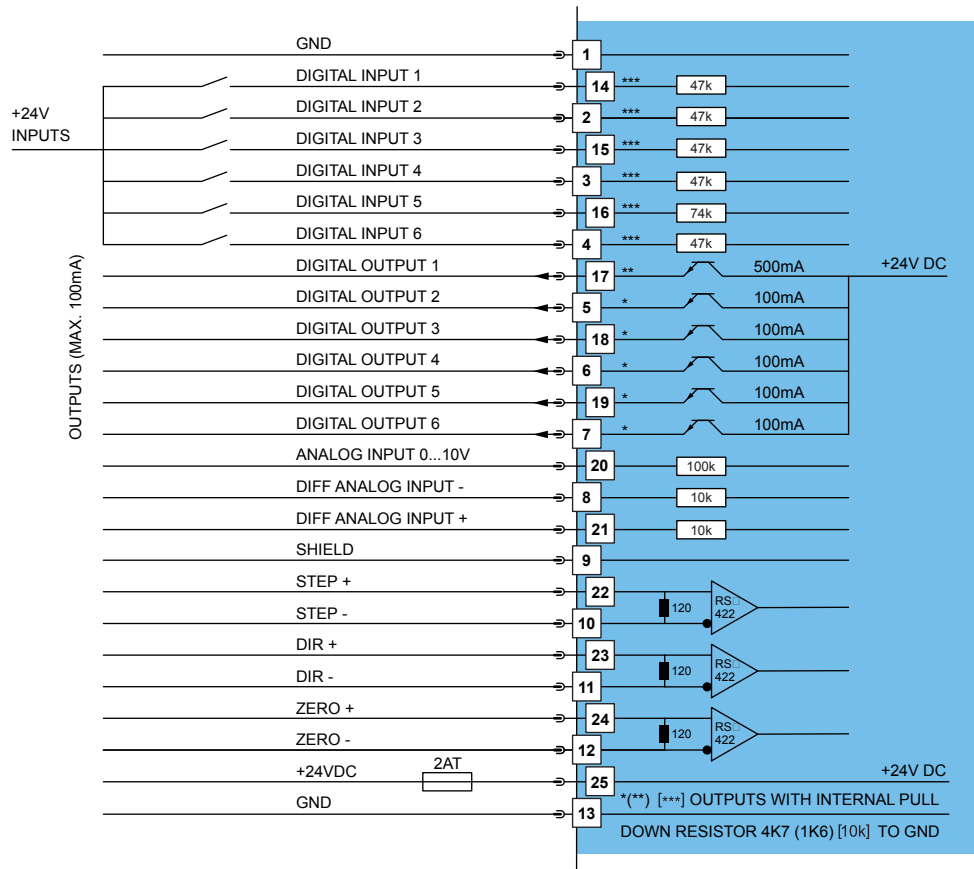 GND 1
DIGITAL INPUT 1 14 *** 47k
+24V
INPUTS
DIGITAL INPUT 2 2 *** 47k
DIGITAL INPUT 3 15 *** 47k
DIGITAL INPUT 4 3 *** 47k
DIGITAL INPUT 5 16 *** 74k
DIGITAL INPUT 6 4 *** 47k
OUTPUTS (MAX. 100mA)
DIGITAL OUTPUT 1 17 ** 500mA +24V DC
DIGITAL OUTPUT 2 5 * 100mA
DIGITAL OUTPUT 3 18 * 100mA
DIGITAL OUTPUT 4 6 * 100mA
DIGITAL OUTPUT 5 19 * 100mA
DIGITAL OUTPUT 6 7 * 100mA
ANALOG INPUT 0...10V 20 100k
DIFF ANALOG INPUT - 8 10k
DIFF ANALOG INPUT + 21 10k
SHIELD 9
STEP + 22
120 RS□
422
STEP - 10
DIR + 23
120 RS□
422
DIR - 11
ZERO + 24
120 RS□
422
ZERO - 12
+24VDC 2AT 25 +24V DC
GND 13
*(**) [***] OUTPUTS WITH INTERNAL PULL
DOWN RESISTOR 4K7 (1K6) [10k] TO GND